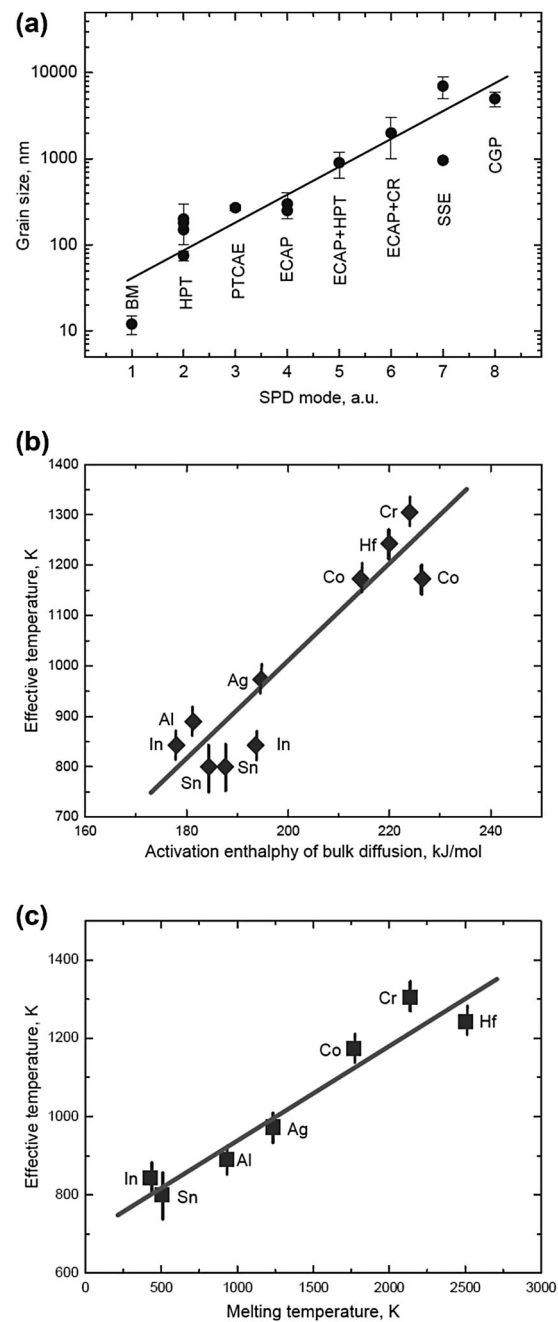 (a)
10000
1000
100
10
Grain size, nm
BM
HPT
PTCAE
ECAP
ECAP+HPT
ECAP+CR
SSE
CGP
1 2 3 4 5 6 7 8
SPD mode, a.u.
(b)
1400
1300
1200
1100
1000
900
800
700
Effective temperature, K
Cr
Hf
Co
Co
Ag
Al
In
In
Sn
Sn
160 180 200 220 240
Activation enthalphy of bulk diffusion, kJ/mol
(c)
1400
1200
1000
800
600
Effective temperature, K
Cr
Hf
Co
Ag
Al
In
Sn
0 500 1000 1500 2000 2500 3000
Melting temperature, K